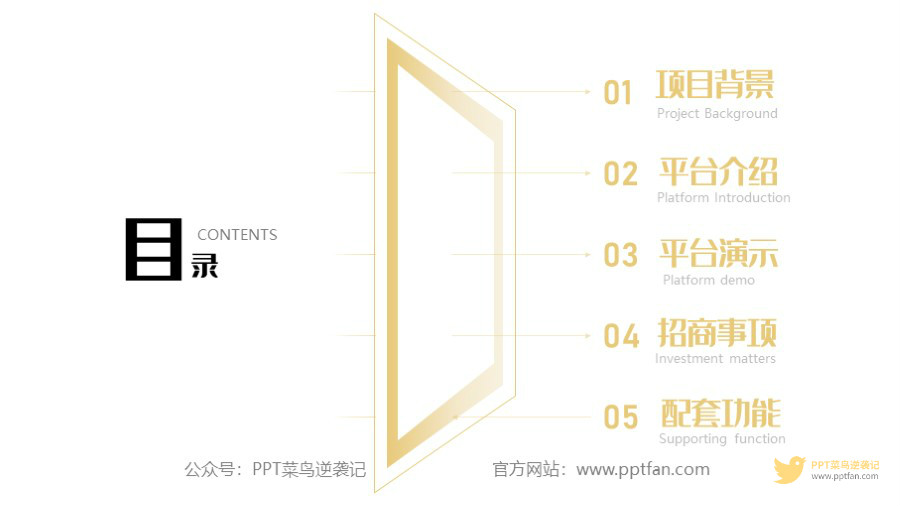 目录
CONTENTS
01 项目背景
Project Background
02 平台介绍
Platform Introduction
03 平台演示
Platform demo
04 招商事项
Investment matters
05 配套功能
Supporting function
公众号：PPT菜鸟逆袭记
官方网站：www.pptfan.com
PPT菜鸟逆袭记
www.pptfan.com